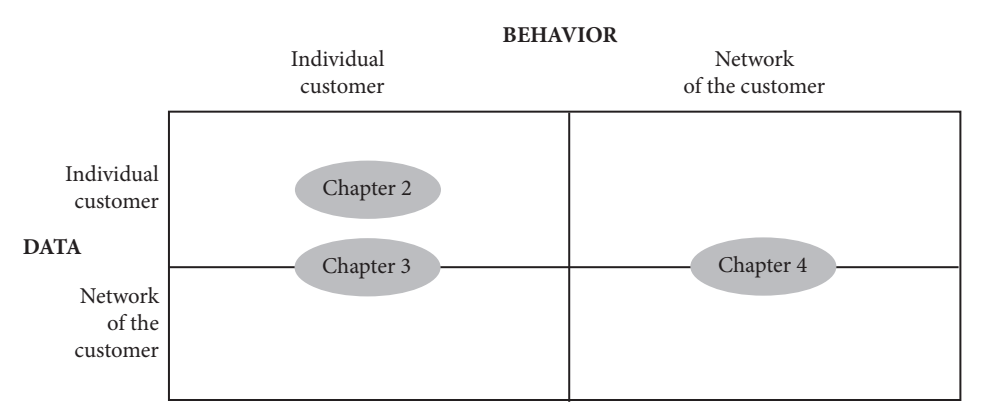 BEHAVIOR
Individual
customer
Network
of the customer
Individual
customer
Chapter 2
DATA
Chapter 3
Chapter 4
Network
of the
customer